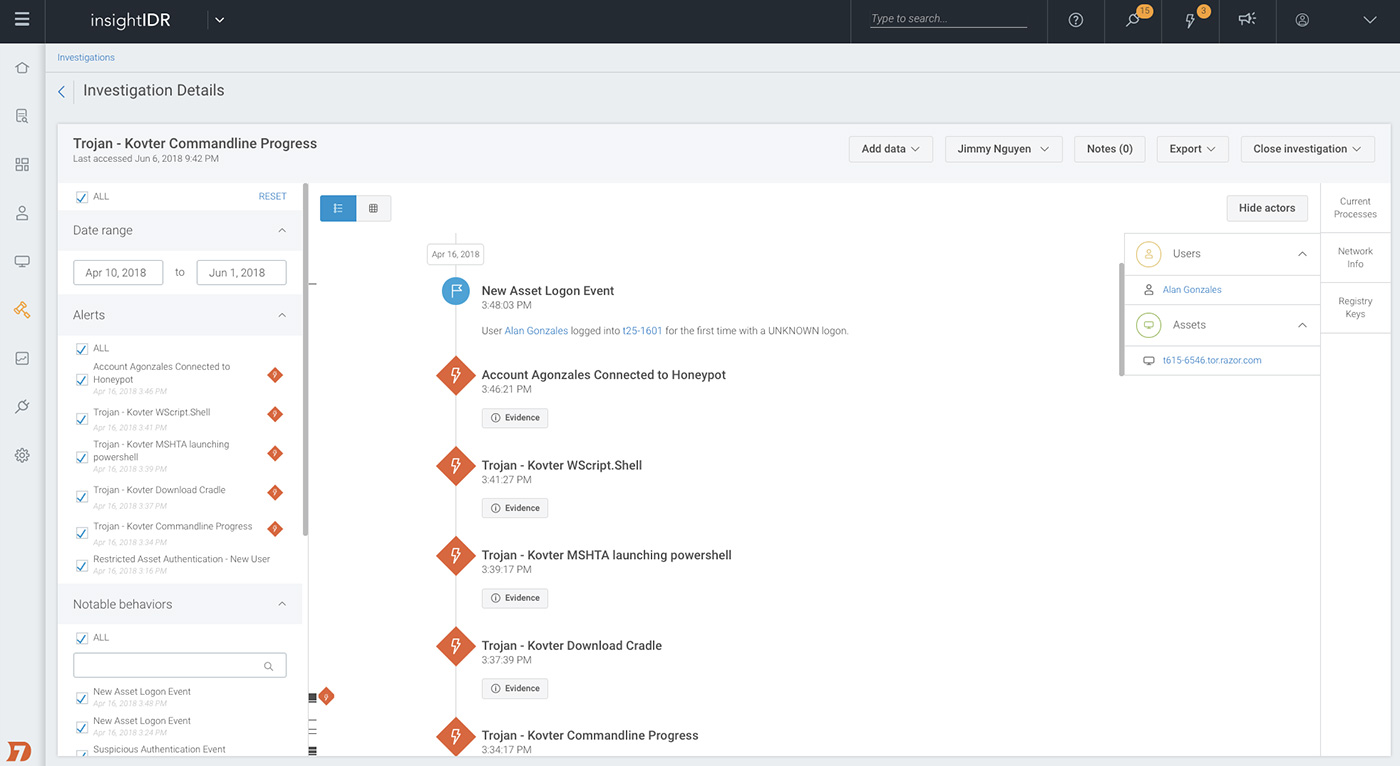 insightIDR
Type to search...
15
3
Investigations
Investigation Details
Trojan - Kovter Commandline Progress
Last accessed Jun 6, 2018 9:42 PM
Add data
Jimmy Nguyen
Notes (0)
Export
Close investigation
ALL
RESET
Date range
Apr 10, 2018
to
Jun 1, 2018
Alerts
ALL
Account Agonzales Connected to
Honeypot
Apr 16, 2018 3:46 PM
Trojan - Kovter WScript.Shell
Apr 16, 2018 3:41 PM
Trojan - Kovter MSHTA launching
powershell
Apr 16, 2018 3:39 PM
Trojan - Kovter Download Cradle
Apr 16, 2018 3:37 PM
Trojan - Kovter Commandline Progress
Apr 16, 2018 3:34 PM
Restricted Asset Authentication - New User
Apr 16, 2018 3:16 PM
Notable behaviors
ALL
New Asset Logon Event
Apr 16, 2018 3:48 PM
New Asset Logon Event
Apr 16, 2018 3:24 PM
Suspicious Authentication Event
Apr 16, 2018
New Asset Logon Event
3:48:03 PM
User Alan Gonzales logged into t25-1601 for the first time with a UNKNOWN logon.
Account Agonzales Connected to Honeypot
3:46:21 PM
Evidence
Trojan - Kovter WScript.Shell
3:41:27 PM
Evidence
Trojan - Kovter MSHTA launching powershell
3:39:17 PM
Evidence
Trojan - Kovter Download Cradle
3:37:39 PM
Evidence
Trojan - Kovter Commandline Progress
3:34:17 PM
Hide actors
Users
Alan Gonzales
Assets
t615-6546.tor.razor.com
Current
Processes
Network
Info
Registry
Keys